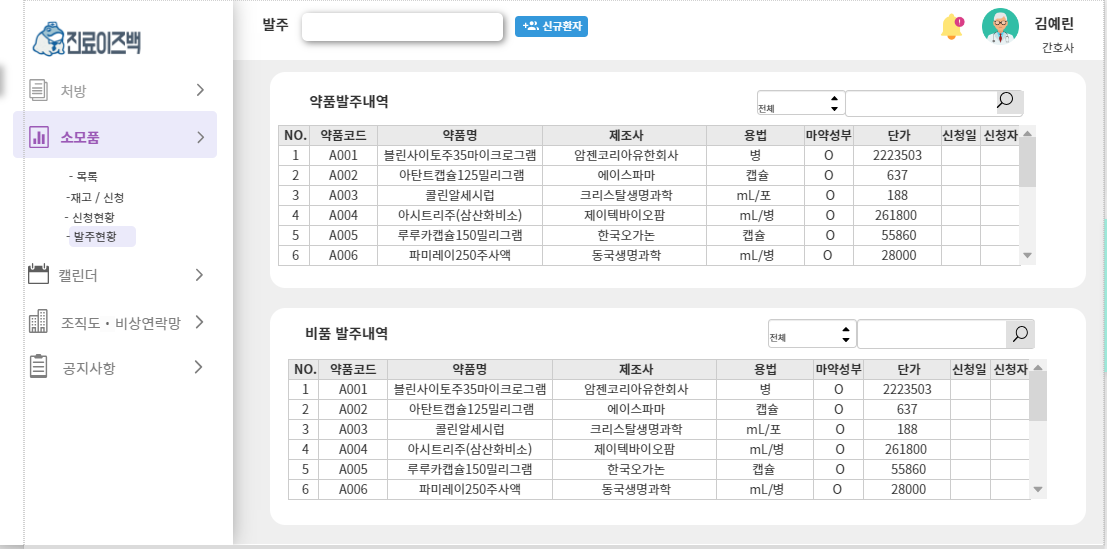 진료이즈백
발주
신규환자
!
김예린
간호사
처방
소모품
- 목록
-재고 / 신청
- 신청현황
- 발주현황
캘린더
조직도・비상연락망
공지사항
약품발주내역
전체
NO. 약품코드 약품명 제조사 용법 마약성부 단가 신청일 신청자
1 A001 블린사이토주35마이크로그램 암젠코리아유한회사 병 O 2223503
2 A002 아탄트캡슐125밀리그램 에이스파마 캡슐 O 637
3 A003 콜린알세시럽 크리스탈생명과학 mL/포 O 188
4 A004 아시트리주(삼산화비소) 제이텍바이오팜 mL/병 O 261800
5 A005 루루카캡슐150밀리그램 한국오가논 캡슐 O 55860
6 A006 파미레이250주사액 동국생명과학 mL/병 O 28000
비품 발주내역
전체
NO. 약품코드 약품명 제조사 용법 마약성부 단가 신청일 신청자
1 A001 블린사이토주35마이크로그램 암젠코리아유한회사 병 O 2223503
2 A002 아탄트캡슐125밀리그램 에이스파마 캡슐 O 637
3 A003 콜린알세시럽 크리스탈생명과학 mL/포 O 188
4 A004 아시트리주(삼산화비소) 제이텍바이오팜 mL/병 O 261800
5 A005 루루카캡슐150밀리그램 한국오가논 캡슐 O 55860
6 A006 파미레이250주사액 동국생명과학 mL/병 O 28000